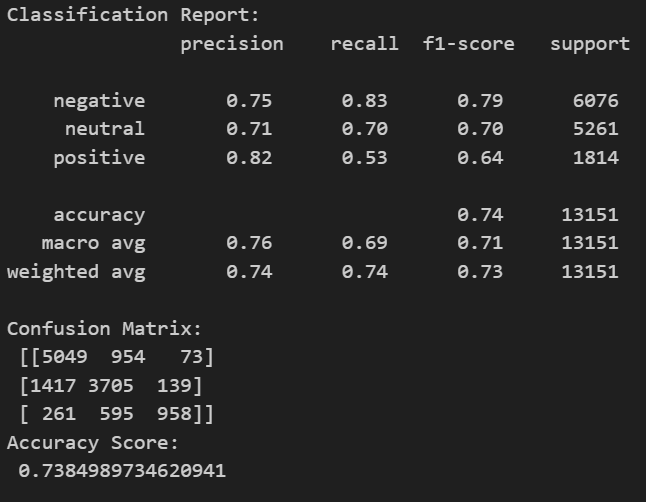 Classification Report:
precision recall f1-score support
negative 0.75 0.83 0.79 6076
neutral 0.71 0.70 0.70 5261
positive 0.82 0.53 0.64 1814
accuracy 0.74 13151
macro avg 0.76 0.69 0.71 13151
weighted avg 0.74 0.74 0.73 13151
Confusion Matrix:
[[5049 954 73]
[1417 3705 139]
[ 261 595 958]]
Accuracy Score:
0.7384989734620941